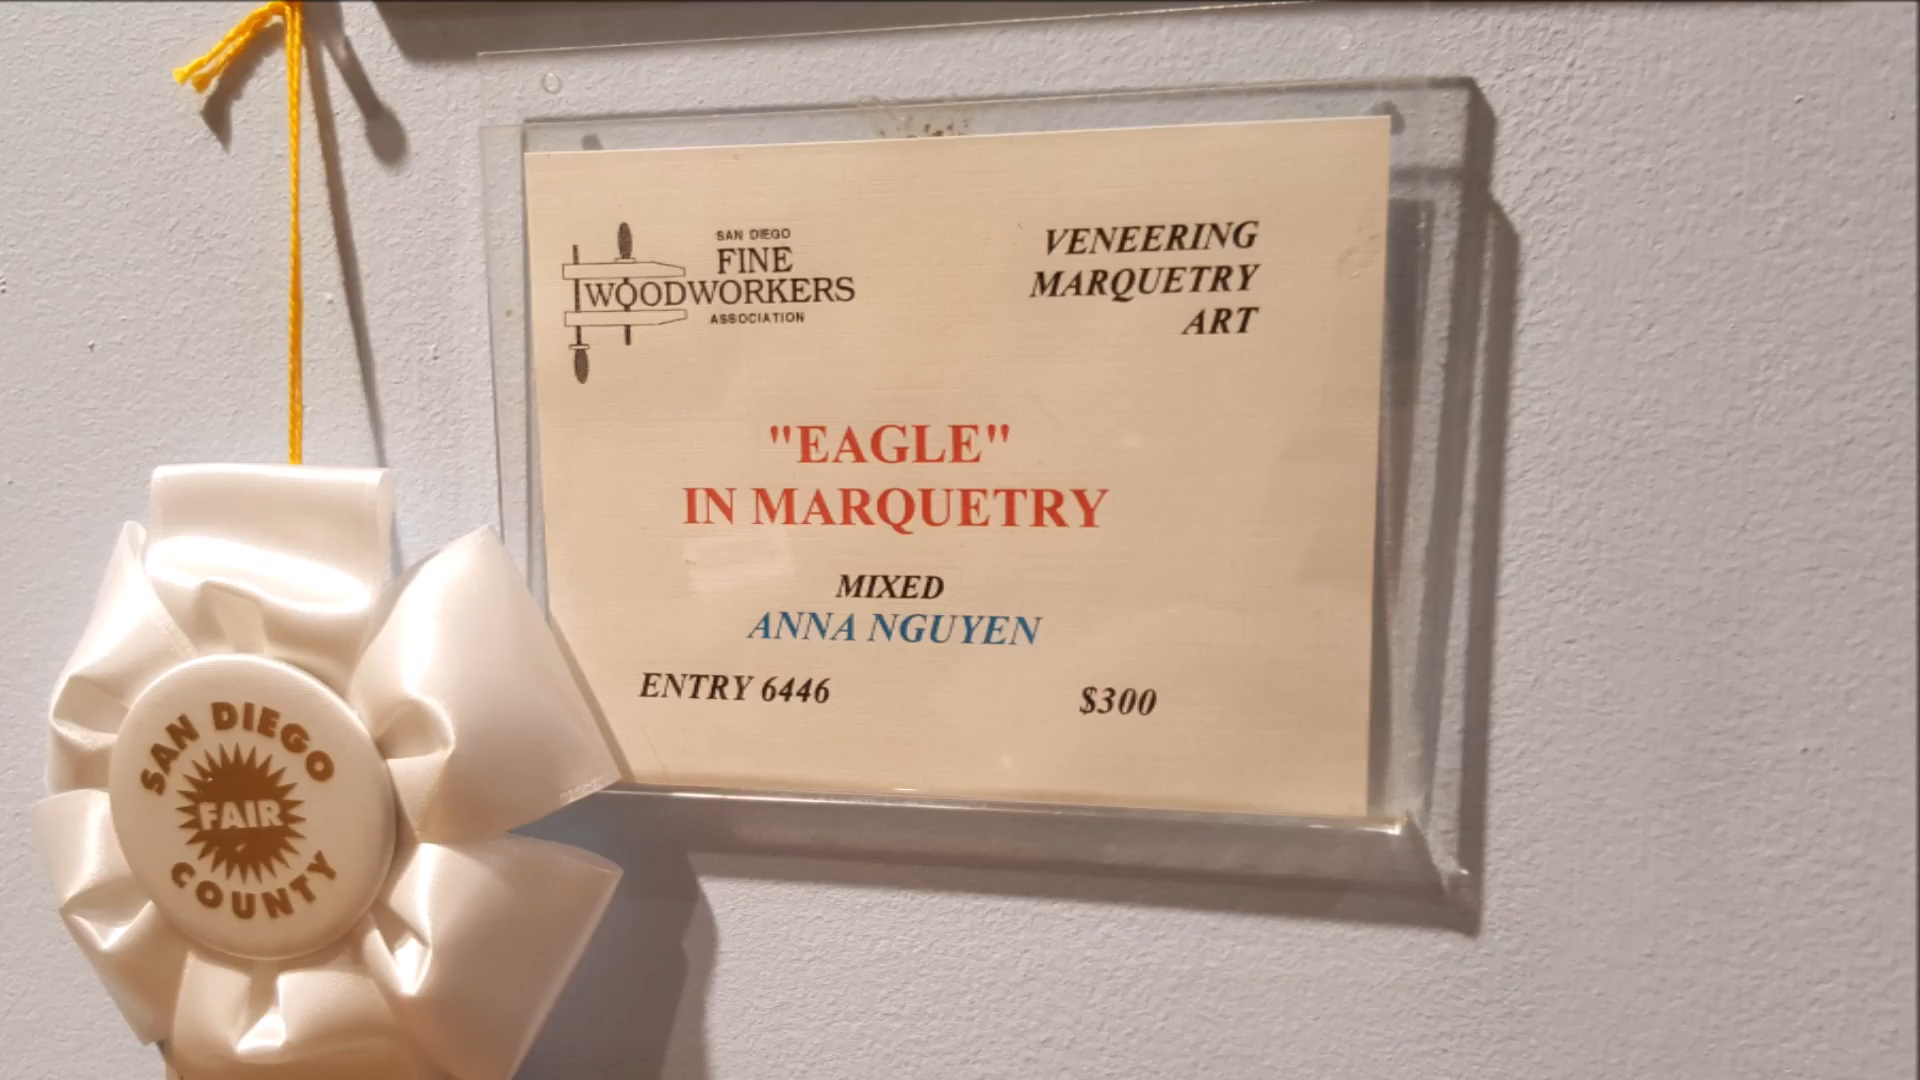 SAN DIEGO
FINE
WOODWORKERS
ASSOCIATION
VENEERING
MARQUETRY
ART
"EAGLE"
IN MARQUETRY
MIXED
ANNA NGUYEN
ENTRY 6446
$300
SAN DIEGO
FAIR
COUNTY